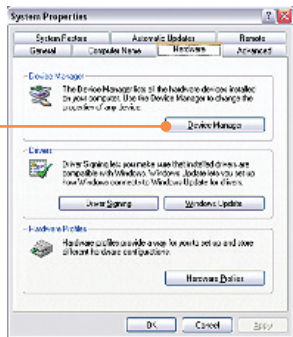 System Properties
System Restore Automatic Updates Remote
General Computer Name Hardware Advanced
Device Manager
The Device Manager lists all the hardware devices installed
on your computer. Use the Device Manager to change the
properties of any device.
Device Manager
Drivers
Driver Signing lets you make sure that installed drivers are
compatible with Windows. Windows Update lets you set up
how Windows connects to Windows Update for drivers.
Driver Signing Windows Update
Hardware Profiles
Hardware profiles provide a way for you to set up and store
different hardware configurations.
Hardware Profiles
OK Cancel Apply